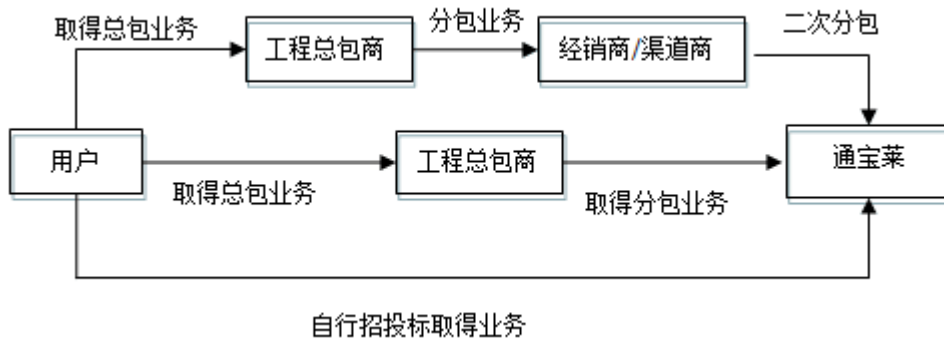 取得总包业务
工程总包商
分包业务
经销商/渠道商
二次分包
用户
取得总包业务
工程总包商
取得分包业务
通宝莱
自行招投标取得业务